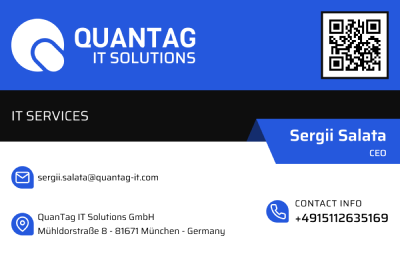 QUANTAG
IT SOLUTIONS
IT SERVICES
Sergii Salata
CEO
sergii.salata@quantag-it.com
QuanTag IT Solutions GmbH
Mühldorstraße 8 - 81671 München - Germany
CONTACT INFO
+4915112635169